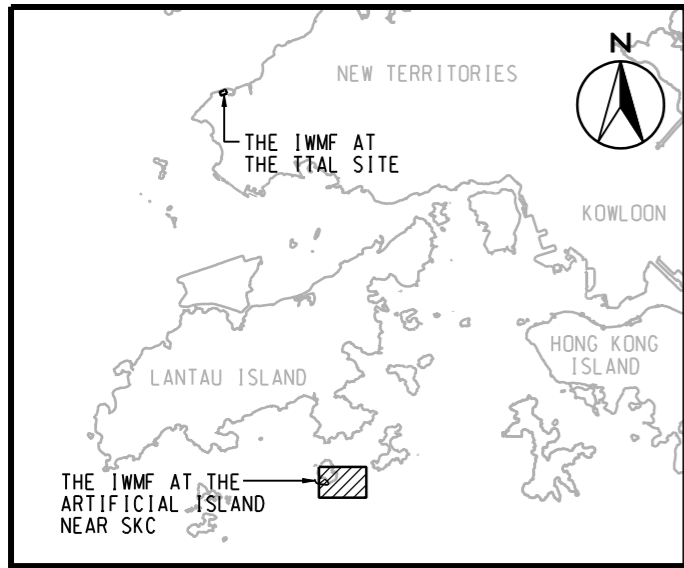 N
NEW TERRITORIES
THE IWMF AT
THE TTAL SITE
KOWLOON
HONG KONG
ISLAND
LANTAU ISLAND
THE IWMF AT THE
ARTIFICIAL ISLAND
NEAR SKC